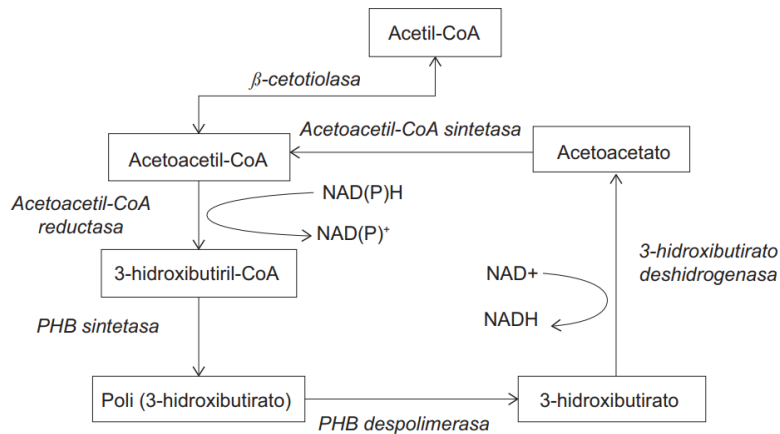 Acetil-CoA
β-cetotiolasa
Acetoacetil-CoA sintetasa
Acetoacetil-CoA
Acetoacetato
Acetoacetil-CoA
reductasa
NAD(P)H
NAD(P)⁺
3-hidroxibutirato
deshidrogenasa
3-hidroxibutiril-CoA
NAD+
NADH
PHB sintetasa
Poli (3-hidroxibutirato)
PHB despolimerasa
3-hidroxibutirato